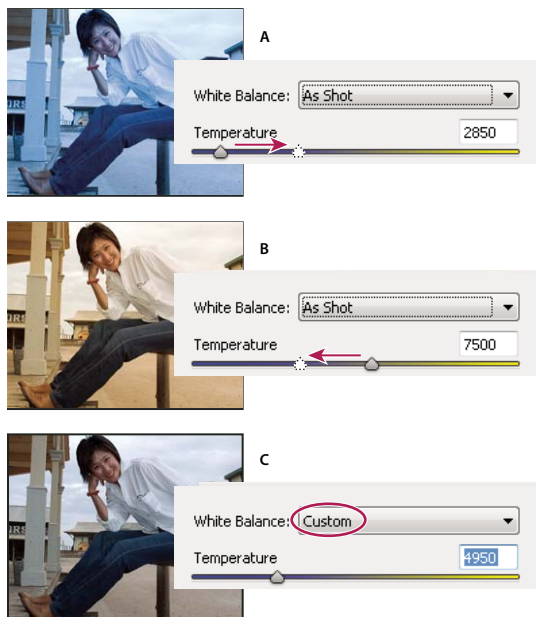 A
White Balance: As Shot
Temperature 2850
B
White Balance: As Shot
Temperature 7500
C
White Balance: Custom
Temperature 4950